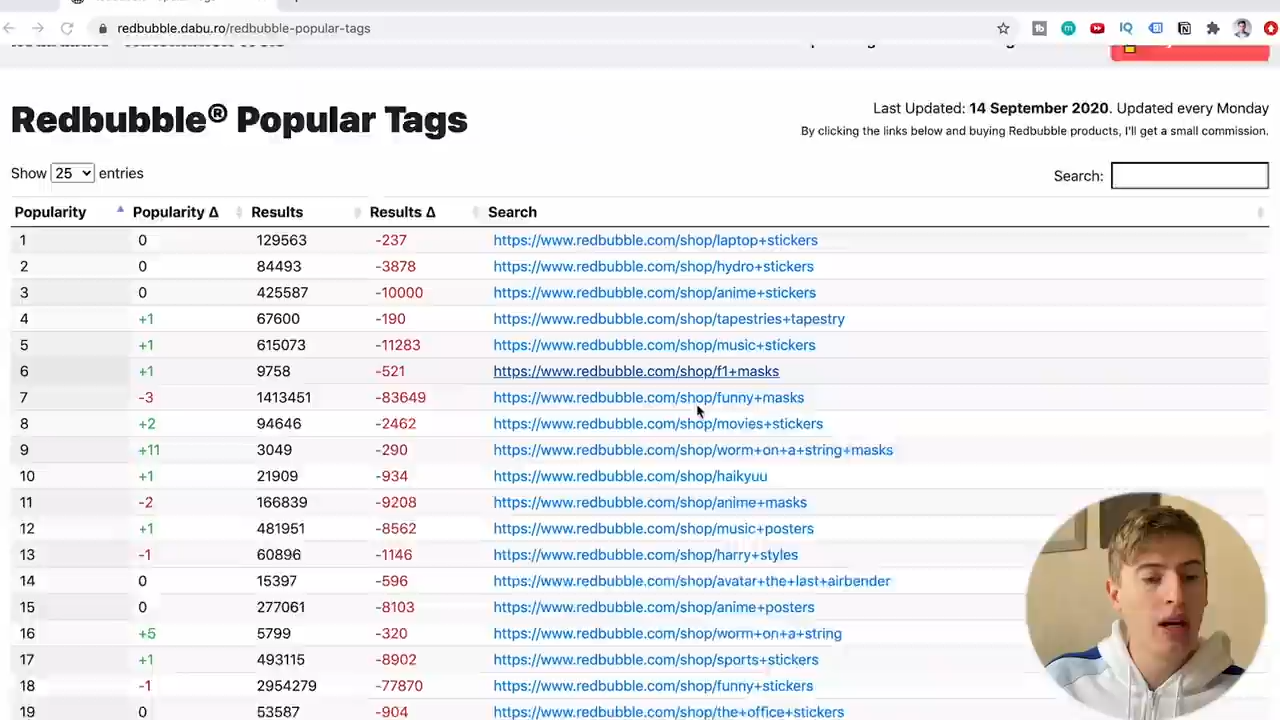 redbubble.dabu.ro/redbubble-popular-tags
Redbubble® Popular Tags
Last Updated: 14 September 2020. Updated every Monday
By clicking the links below and buying Redbubble products, I'll get a small commission.
Show 25 entries
Search:
Popularity Popularity Δ Results Results Δ Search
1 0 129563 -237 https://www.redbubble.com/shop/laptop+stickers
2 0 84493 -3878 https://www.redbubble.com/shop/hydro+stickers
3 0 425587 -10000 https://www.redbubble.com/shop/anime+stickers
4 +1 67600 -190 https://www.redbubble.com/shop/tapestries+tapestry
5 +1 615073 -11283 https://www.redbubble.com/shop/music+stickers
6 +1 9758 -521 https://www.redbubble.com/shop/f1+masks
7 -3 1413451 -83649 https://www.redbubble.com/shop/funny+masks
8 +2 94646 -2462 https://www.redbubble.com/shop/movies+stickers
9 +11 3049 -290 https://www.redbubble.com/shop/worm+on+a+string+masks
10 +1 21909 -934 https://www.redbubble.com/shop/haikyuu
11 -2 166839 -9208 https://www.redbubble.com/shop/anime+masks
12 +1 481951 -8562 https://www.redbubble.com/shop/music+posters
13 -1 60896 -1146 https://www.redbubble.com/shop/harry+styles
14 0 15397 -596 https://www.redbubble.com/shop/avatar+the+last+airbender
15 0 277061 -8103 https://www.redbubble.com/shop/anime+posters
16 +5 5799 -320 https://www.redbubble.com/shop/worm+on+a+string
17 +1 493115 -8902 https://www.redbubble.com/shop/sports+stickers
18 -1 2954279 -77870 https://www.redbubble.com/shop/funny+stickers
19 0 53587 -904 https://www.redbubble.com/shop/the+office+stickers